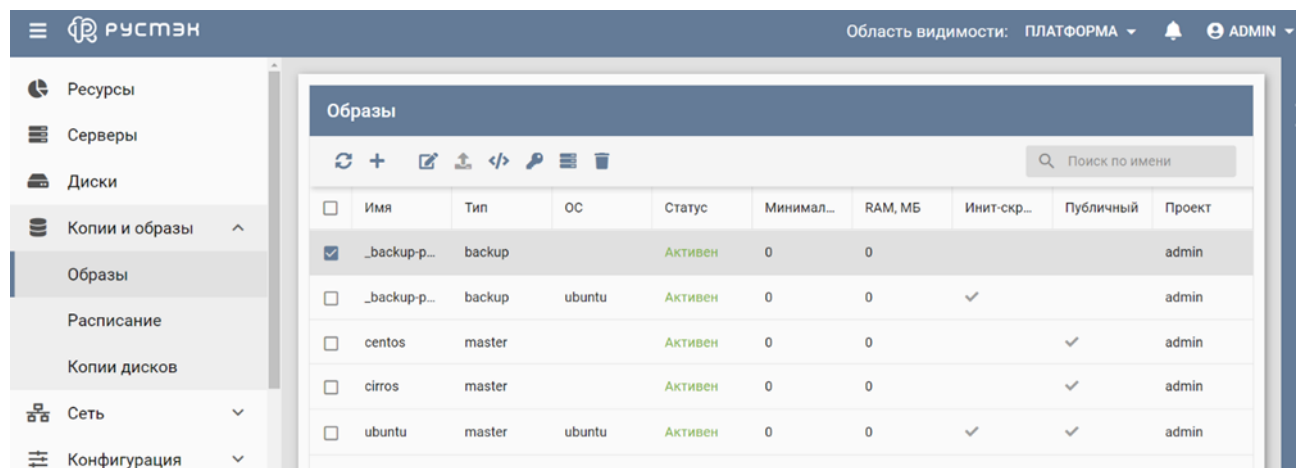 РУСТЭК Область видимости: ПЛАТФОРМА ADMIN
Ресурсы
Серверы
Диски
Копии и образы
Образы
Расписание
Копии дисков
Сеть
Конфигурация
Образы
Поиск по имени
Имя Тип ОС Статус Минимал... RAM, МБ Инит-скр... Публичный Проект
_backup-p... backup Активен 0 0 admin
_backup-p... backup ubuntu Активен 0 0 admin
centos master Активен 0 0 admin
cirros master Активен 0 0 admin
ubuntu master ubuntu Активен 0 0 admin